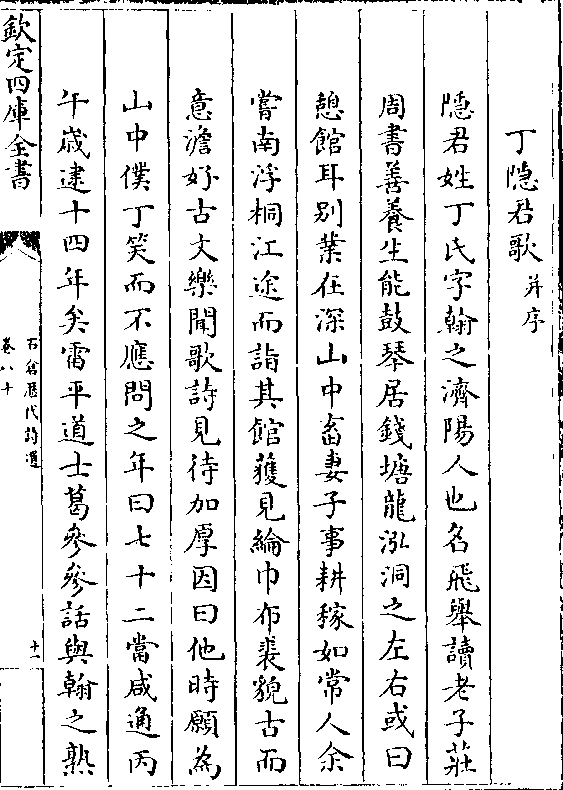 丁隐君歌 并序
隠君姓丁氏字翰之濟陽人也名飛舉讀老子莊
周書善養生能鼓琴居錢塘龍泓洞之左右或曰
憩館耳别業在深山中畜妻子事耕稼如常人余
嘗南浮桐江途而詣其館獲見綸巾布裘貌古而
意澹好古文樂聞歌詩見待加厚因曰他時願為
山中僕丁笑而不應問之年曰七十二當咸通丙
午歳逮十四年矣雷平道士葛參參話與翰之熟
欽定四庫全書
石倉歷代詩選
卷八十
十一